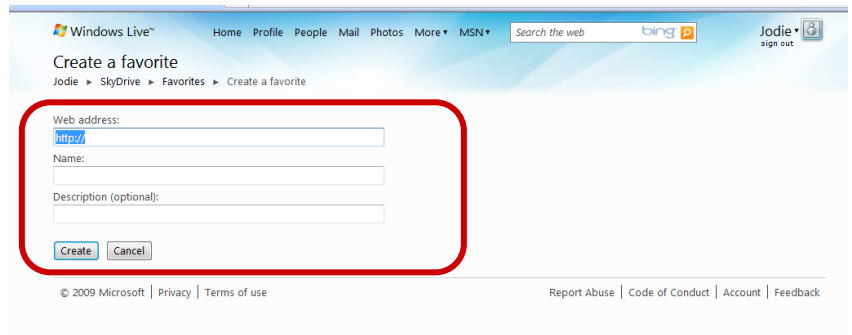 Windows Live™ Home Profile People Mail Photos More MSN Search the web bing Jodie
sign out
Create a favorite
Jodie ► SkyDrive ► Favorites ► Create a favorite
Web address:
http://
Name:
Description (optional):
Create Cancel
© 2009 Microsoft | Privacy | Terms of use Report Abuse | Code of Conduct | Account | Feedback